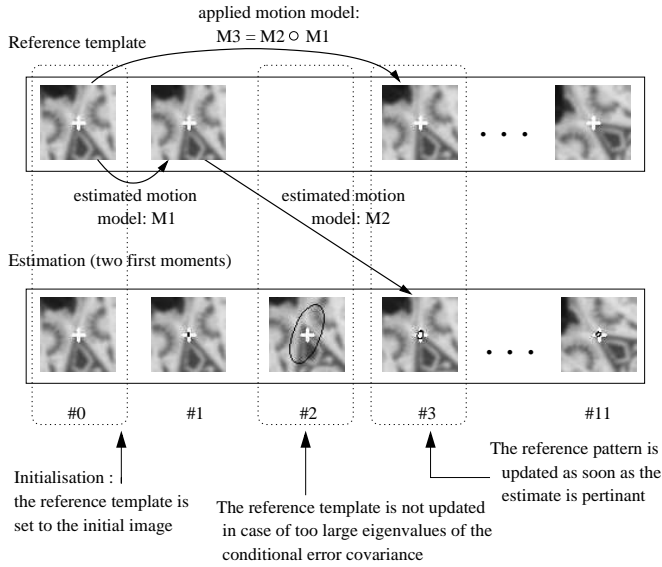 applied motion model:
M3 = M2 ○ M1
Reference template
estimated motion
model: M1
estimated motion
model: M2
Estimation (two first moments)
#0
#1
#2
#3
#11
Initialisation :
the reference template is
set to the initial image
The reference template is not updated
in case of too large eigenvalues of the
conditional error covariance
The reference pattern is
updated as soon as the
estimate is pertinant